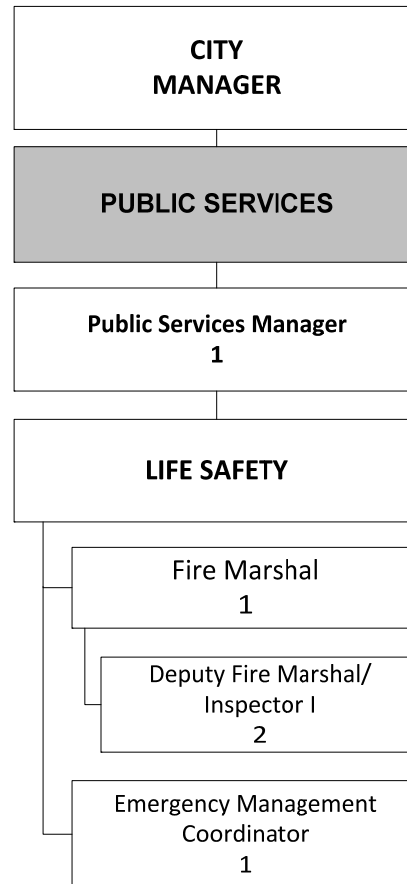 CITY
MANAGER
PUBLIC SERVICES
Public Services Manager
1
LIFE SAFETY
Fire Marshal
1
Deputy Fire Marshal/
Inspector I
2
Emergency Management
Coordinator
1